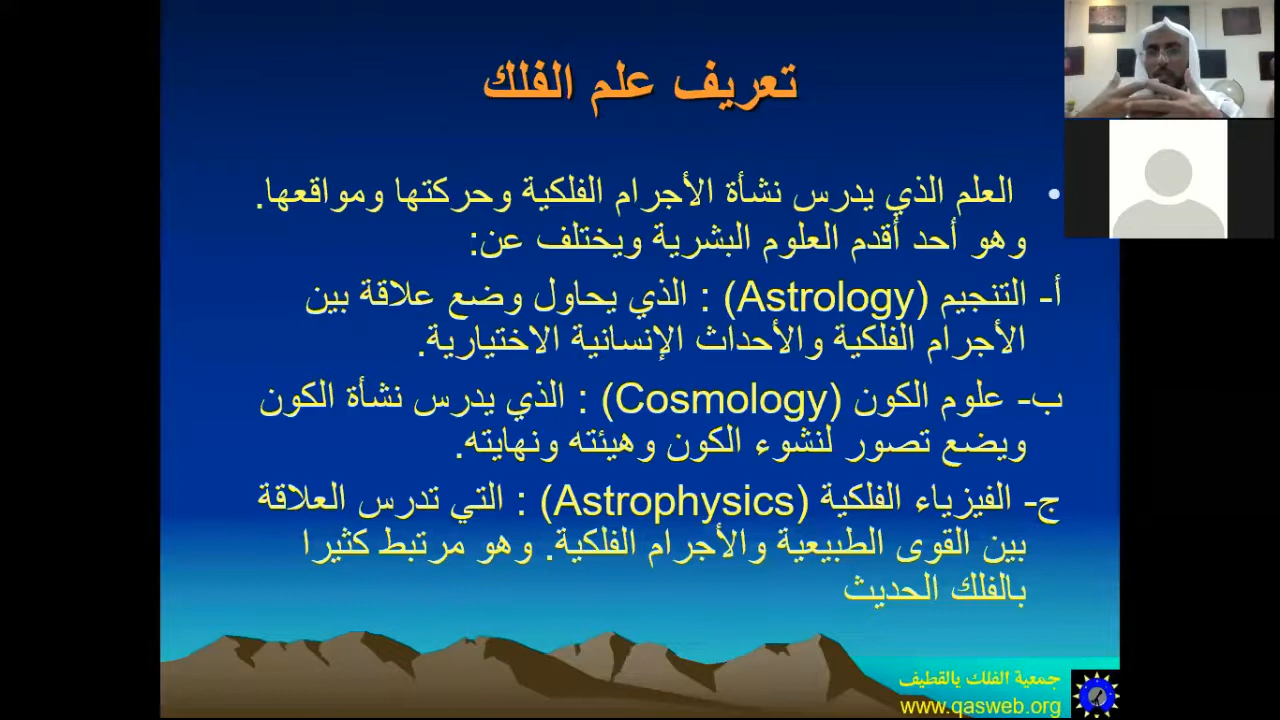 تعريف علم الفلك
• العلم الذي يدرس نشأة الأجرام الفلكية وحركتها ومواقعها.
وهو أحد أقدم العلوم البشرية ويختلف عن:
أ- التنجيم (Astrology) : الذي يحاول وضع علاقة بين
الأجرام الفلكية والأحداث الإنسانية الاختيارية.
ب- علوم الكون (Cosmology) : الذي يدرس نشأة الكون
ويضع تصور لنشوء الكون وهيئته ونهايته.
ج- الفيزياء الفلكية (Astrophysics) : التي تدرس العلاقة
بين القوى الطبيعية والأجرام الفلكية. وهو مرتبط كثيرا
بالفلك الحديث
جمعية الفلك بالقطيف
www.qasweb.org